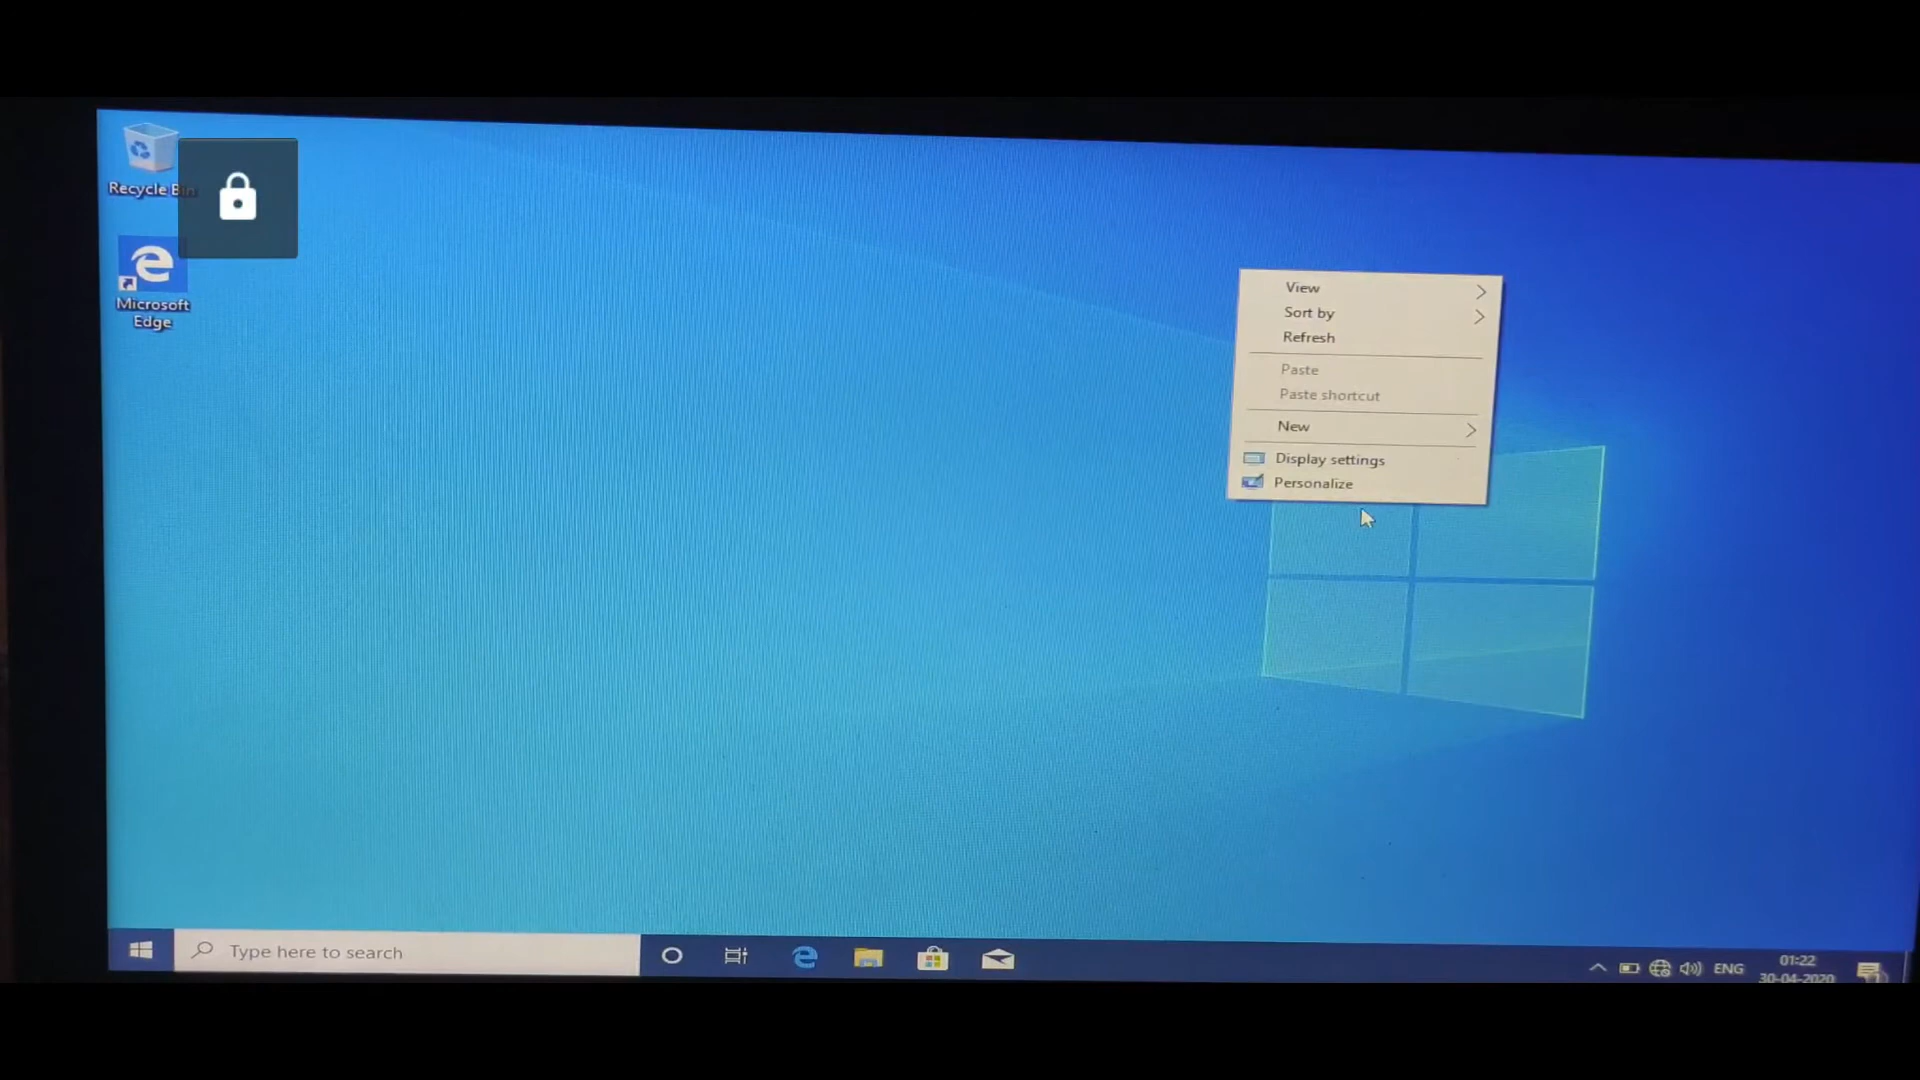 Recycle Bin
Microsoft
Edge
View
Sort by
Refresh
Paste
Paste shortcut
New
Display settings
Personalize
Type here to search
ENG
01:22
30-04-2020